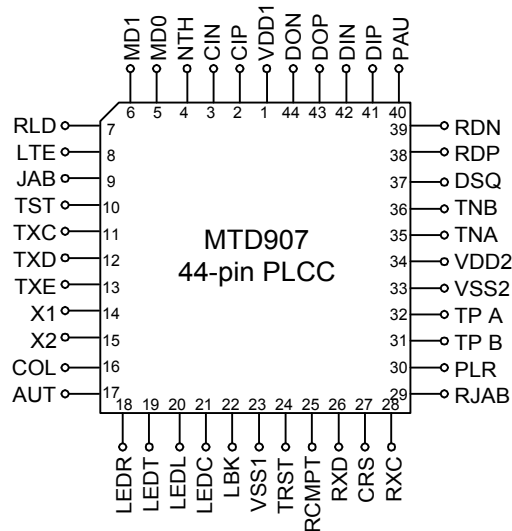 MD1 MD0 NTH CIN CIP VDD1 DON DOP DIN DIP PAU
6 5 4 3 2 1 44 43 42 41 40
RLD 7 39 RDN
LTE 8 38 RDP
JAB 9 37 DSQ
TST 10 36 TNB
TXC 11 35 TNA
TXD 12 34 VDD2
TXE 13 33 VSS2
X1 14 32 TP A
X2 15 31 TP B
COL 16 30 PLR
AUT 17 29 RJAB
MTD907
44-pin PLCC
18 19 20 21 22 23 24 25 26 27 28
LEDR LEDT LEDL LEDC LBK VSS1 TRST RCMPT RXD CRS RXC